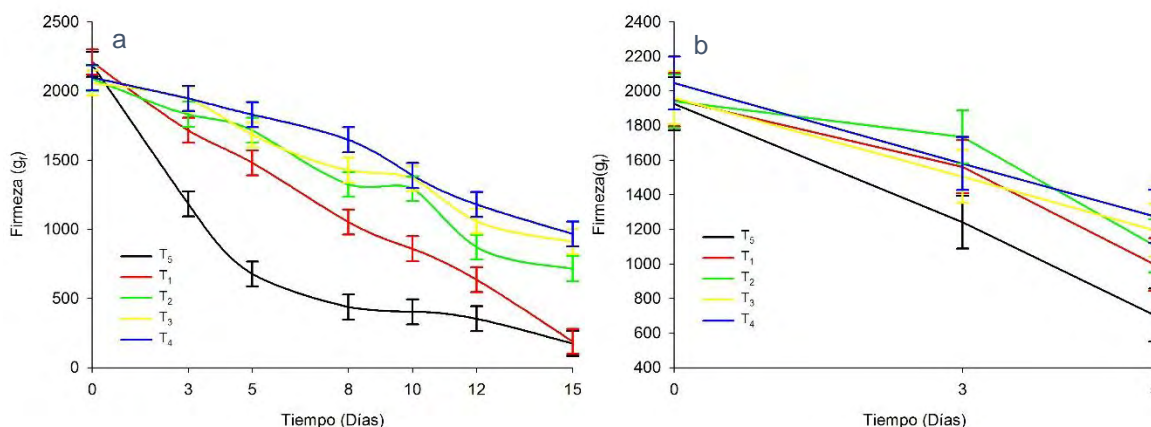 a
Firmeza (gf)
2500
2000
1500
1000
500
0
T5
T1
T2
T3
T4
0 3 5 8 10 12 15
Tiempo (Días)
b
Firmeza(gf)
2400
2200
2000
1800
1600
1400
1200
1000
800
600
400
T5
T1
T2
T3
T4
0 3
Tiempo (Días)